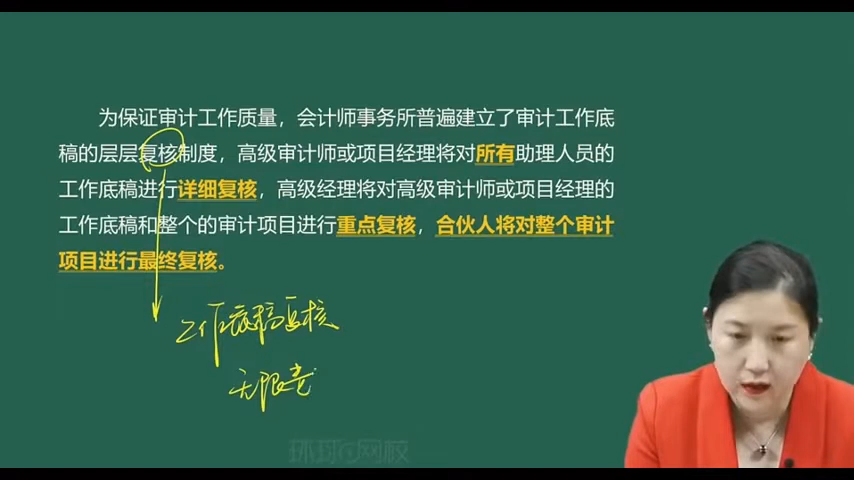 为保证审计工作质量，会计师事务所普遍建立了审计工作底
稿的层层复核制度，高级审计师或项目经理将对所有助理人员的
工作底稿进行详细复核，高级经理将对高级审计师或项目经理的
工作底稿和整个的审计项目进行重点复核，合伙人将对整个审计
项目进行最终复核。
工作底稿复核
无限
环球网校